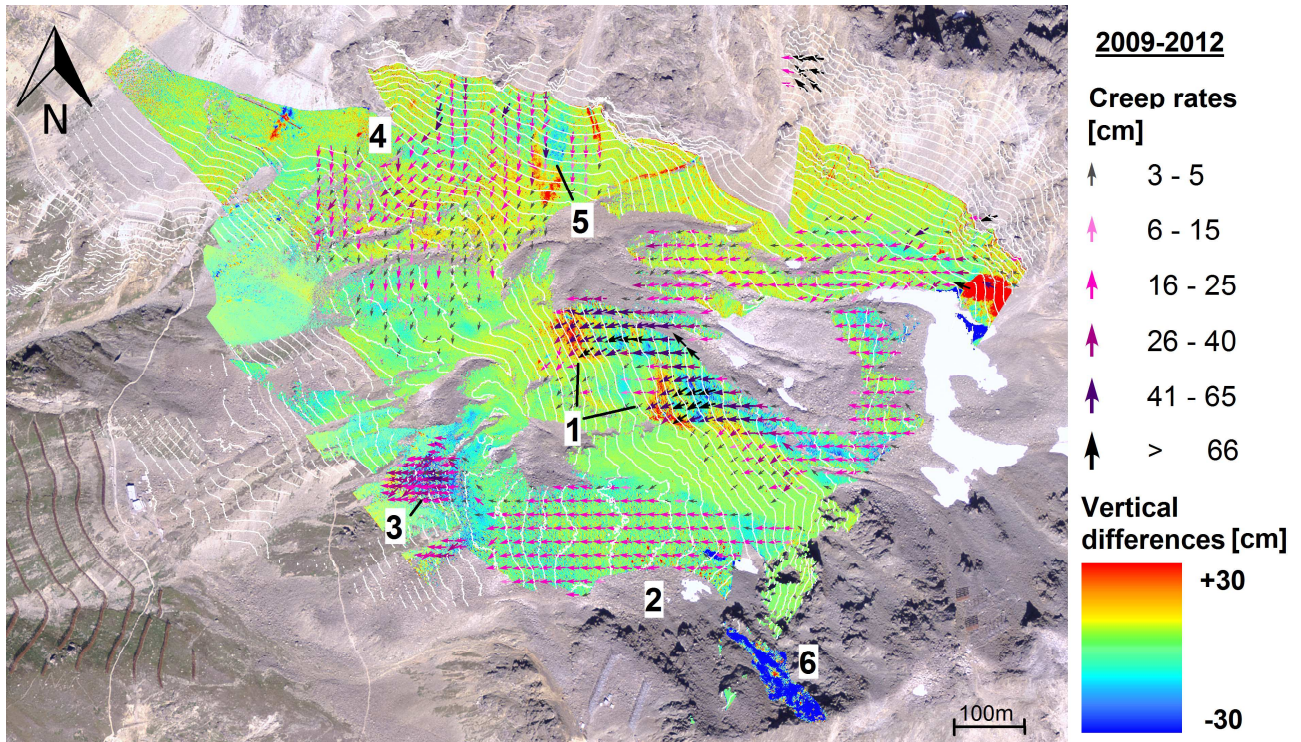 N
4
5
1
3
2
6
100m
2009-2012
Creep rates
[cm]
3 - 5
6 - 15
16 - 25
26 - 40
41 - 65
> 66
Vertical
differences [cm]
+30
-30